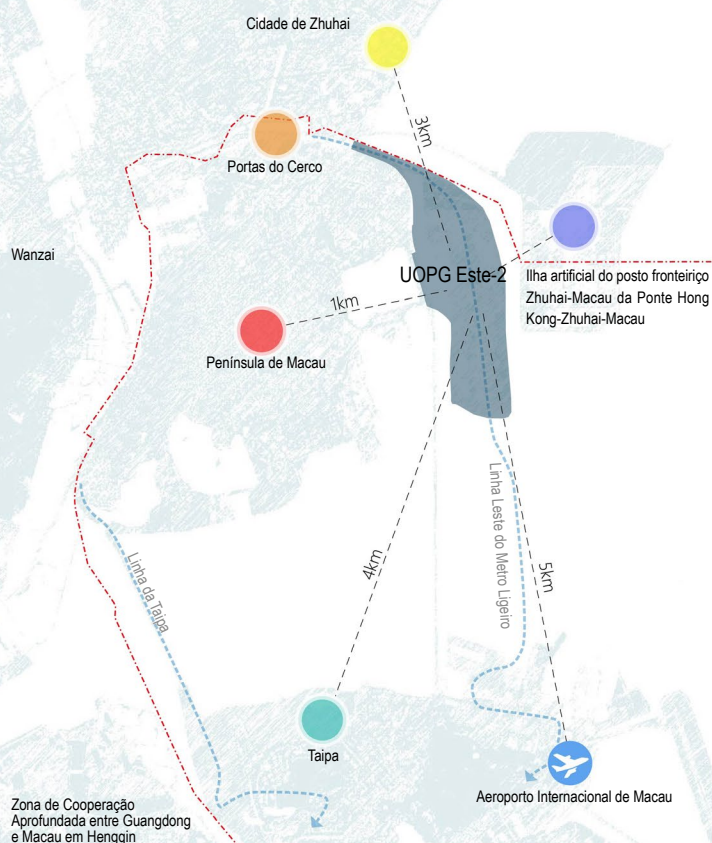 Cidade de Zhuhai
3km
Portas do Cerco
Wanzai
UOPG Este-2
Ilha artificial do posto fronteiriço
Zhuhai-Macau da Ponte Hong
Kong-Zhuhai-Macau
1km
Península de Macau
Linha Leste do Metro Ligeiro
4km
5km
Linha da Taipa
Taipa
Aeroporto Internacional de Macau
Zona de Cooperação
Aprofundada entre Guangdong
e Macau em Hengqin